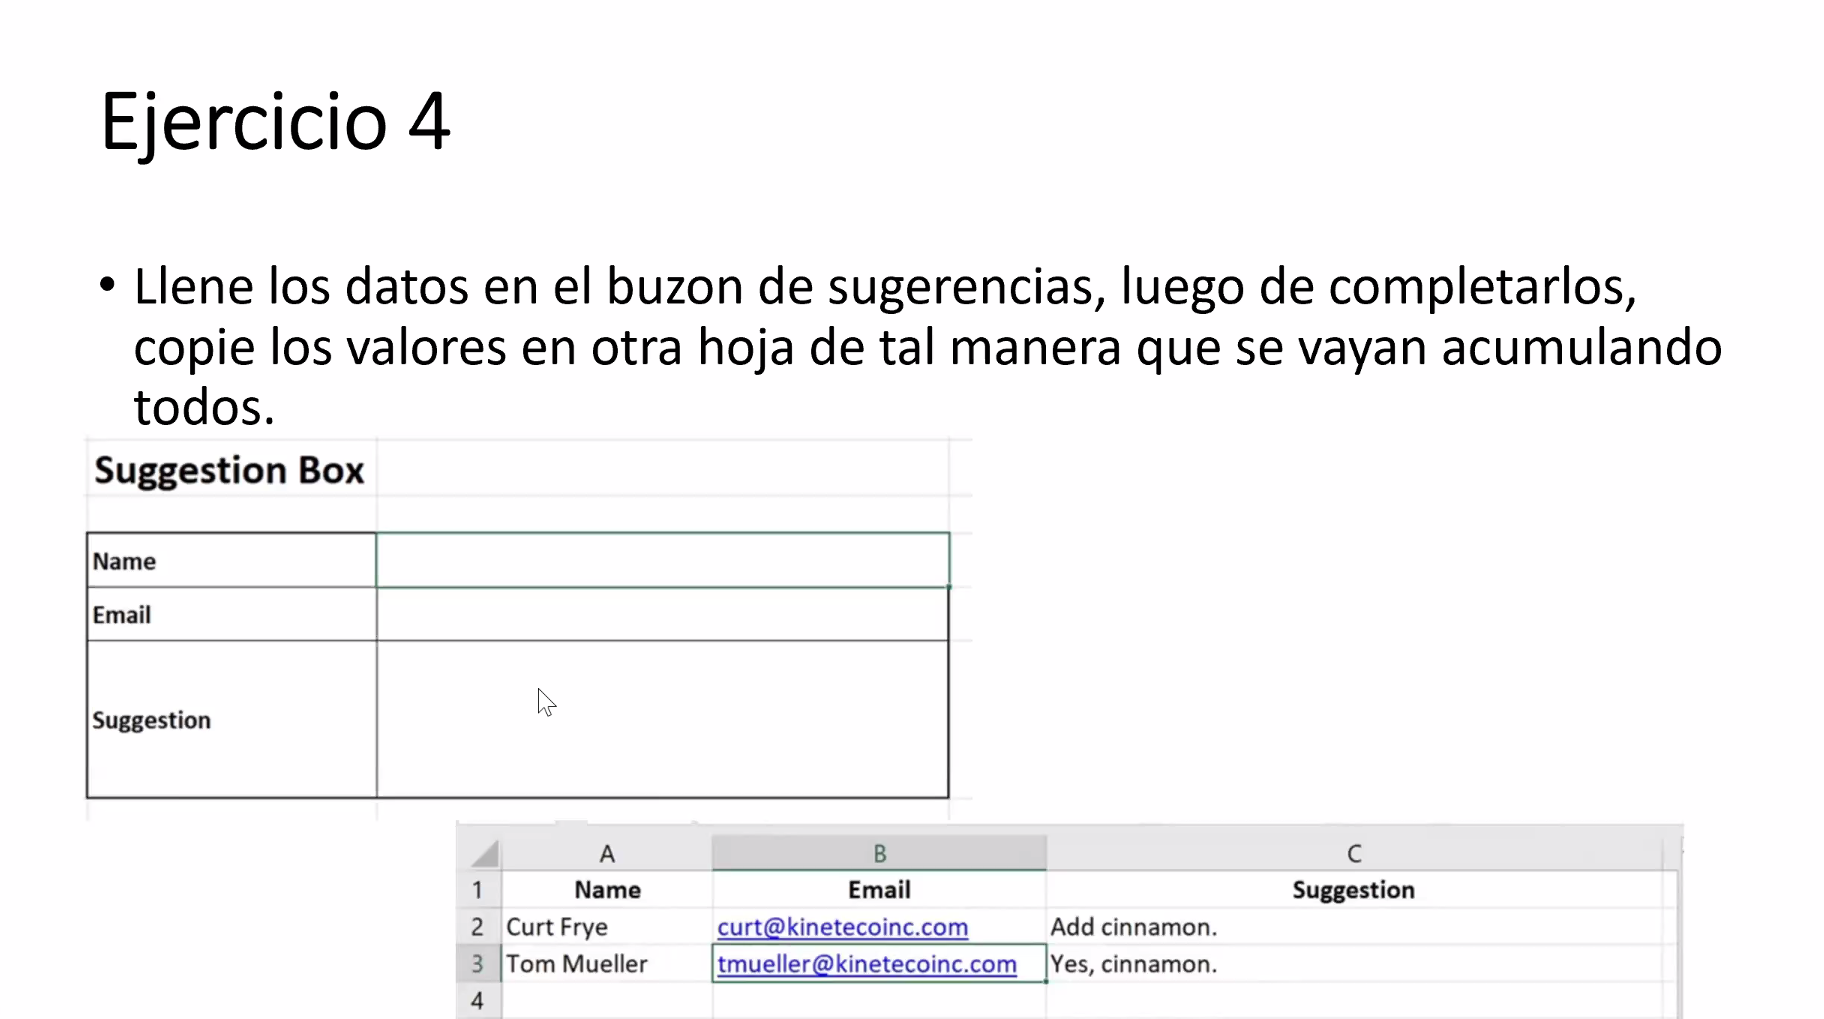 Ejercicio 4
• Llene los datos en el buzon de sugerencias, luego de completarlos,
copie los valores en otra hoja de tal manera que se vayan acumulando
todos.
Suggestion Box
Name
Email
Suggestion
A B C
1 Name Email Suggestion
2 Curt Frye curt@kinetecoinc.com Add cinnamon.
3 Tom Mueller tmueller@kinetecoinc.com Yes, cinnamon.
4